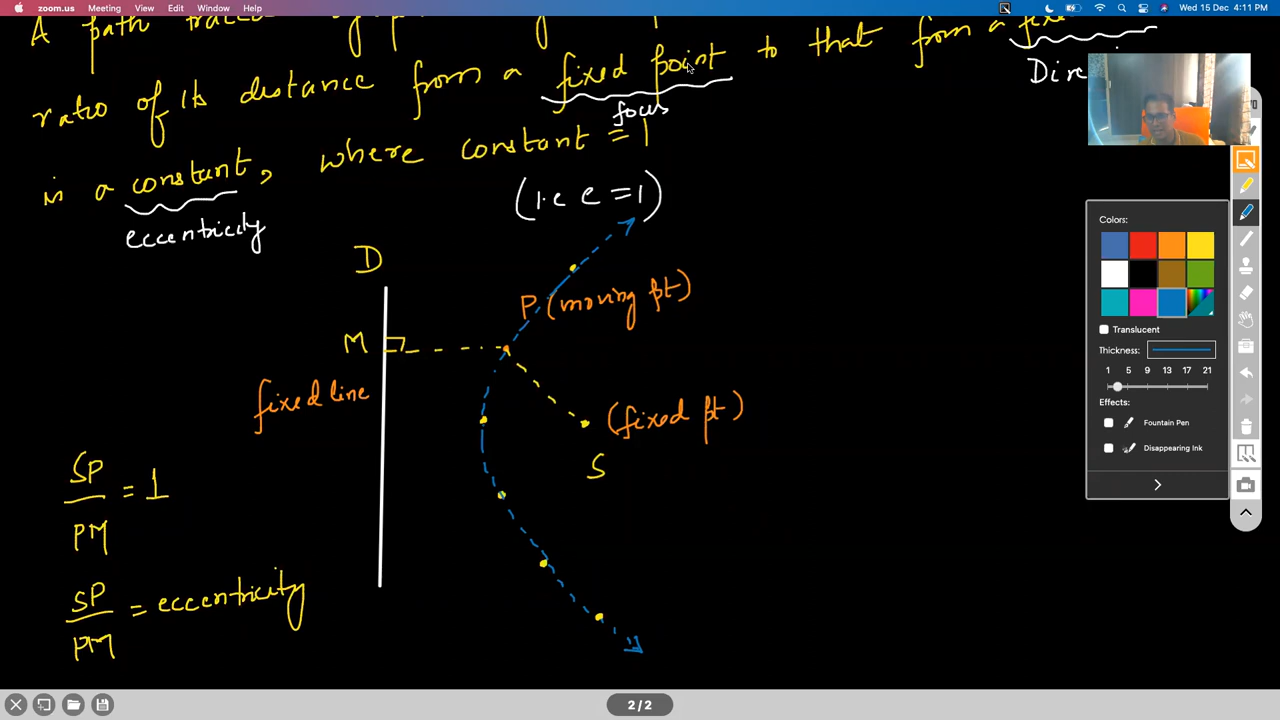 zoom.us Meeting View Edit Window Help Wed 15 Dec 4:11 PM
A path
ratio of its distance from a fixed point to that from a
focus
Dire
is a constant, where constant = 1
eccentricity
(i.e e = 1)
D
P (moving pt)
M
fixed line
(fixed pt)
S
SP/PM = 1
SP/PM = eccentricity
Colors:
Translucent
Thickness:
1 5 9 13 17 21
Effects:
Fountain Pen
Disappearing Ink
2/2